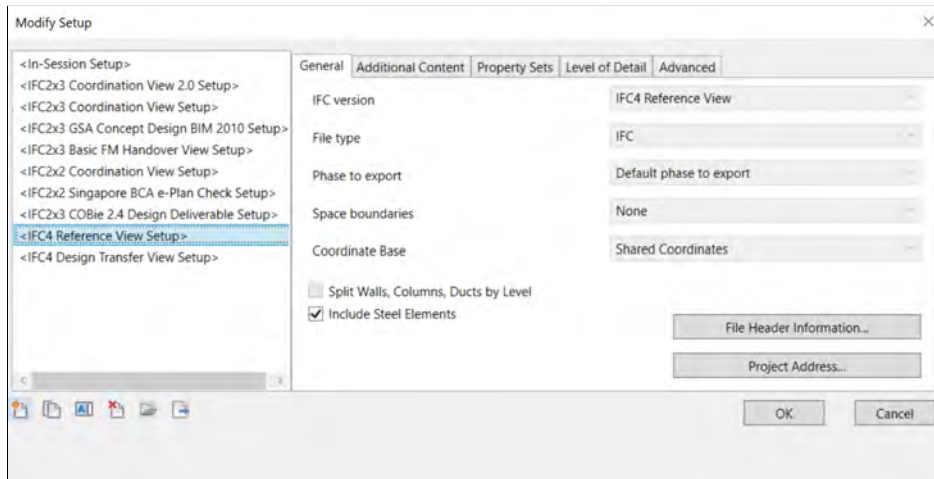 Modify Setup
<In-Session Setup>
<IFC2x3 Coordination View 2.0 Setup>
<IFC2x3 Coordination View Setup>
<IFC2x3 GSA Concept Design BIM 2010 Setup>
<IFC2x3 Basic FM Handover View Setup>
<IFC2x2 Coordination View Setup>
<IFC2x2 Singapore BCA e-Plan Check Setup>
<IFC2x3 COBie 2.4 Design Deliverable Setup>
<IFC4 Reference View Setup>
<IFC4 Design Transfer View Setup>
General Additional Content Property Sets Level of Detail Advanced
IFC version IFC4 Reference View
File type IFC
Phase to export Default phase to export
Space boundaries None
Coordinate Base Shared Coordinates
Split Walls, Columns, Ducts by Level
Include Steel Elements
File Header Information...
Project Address...
OK Cancel